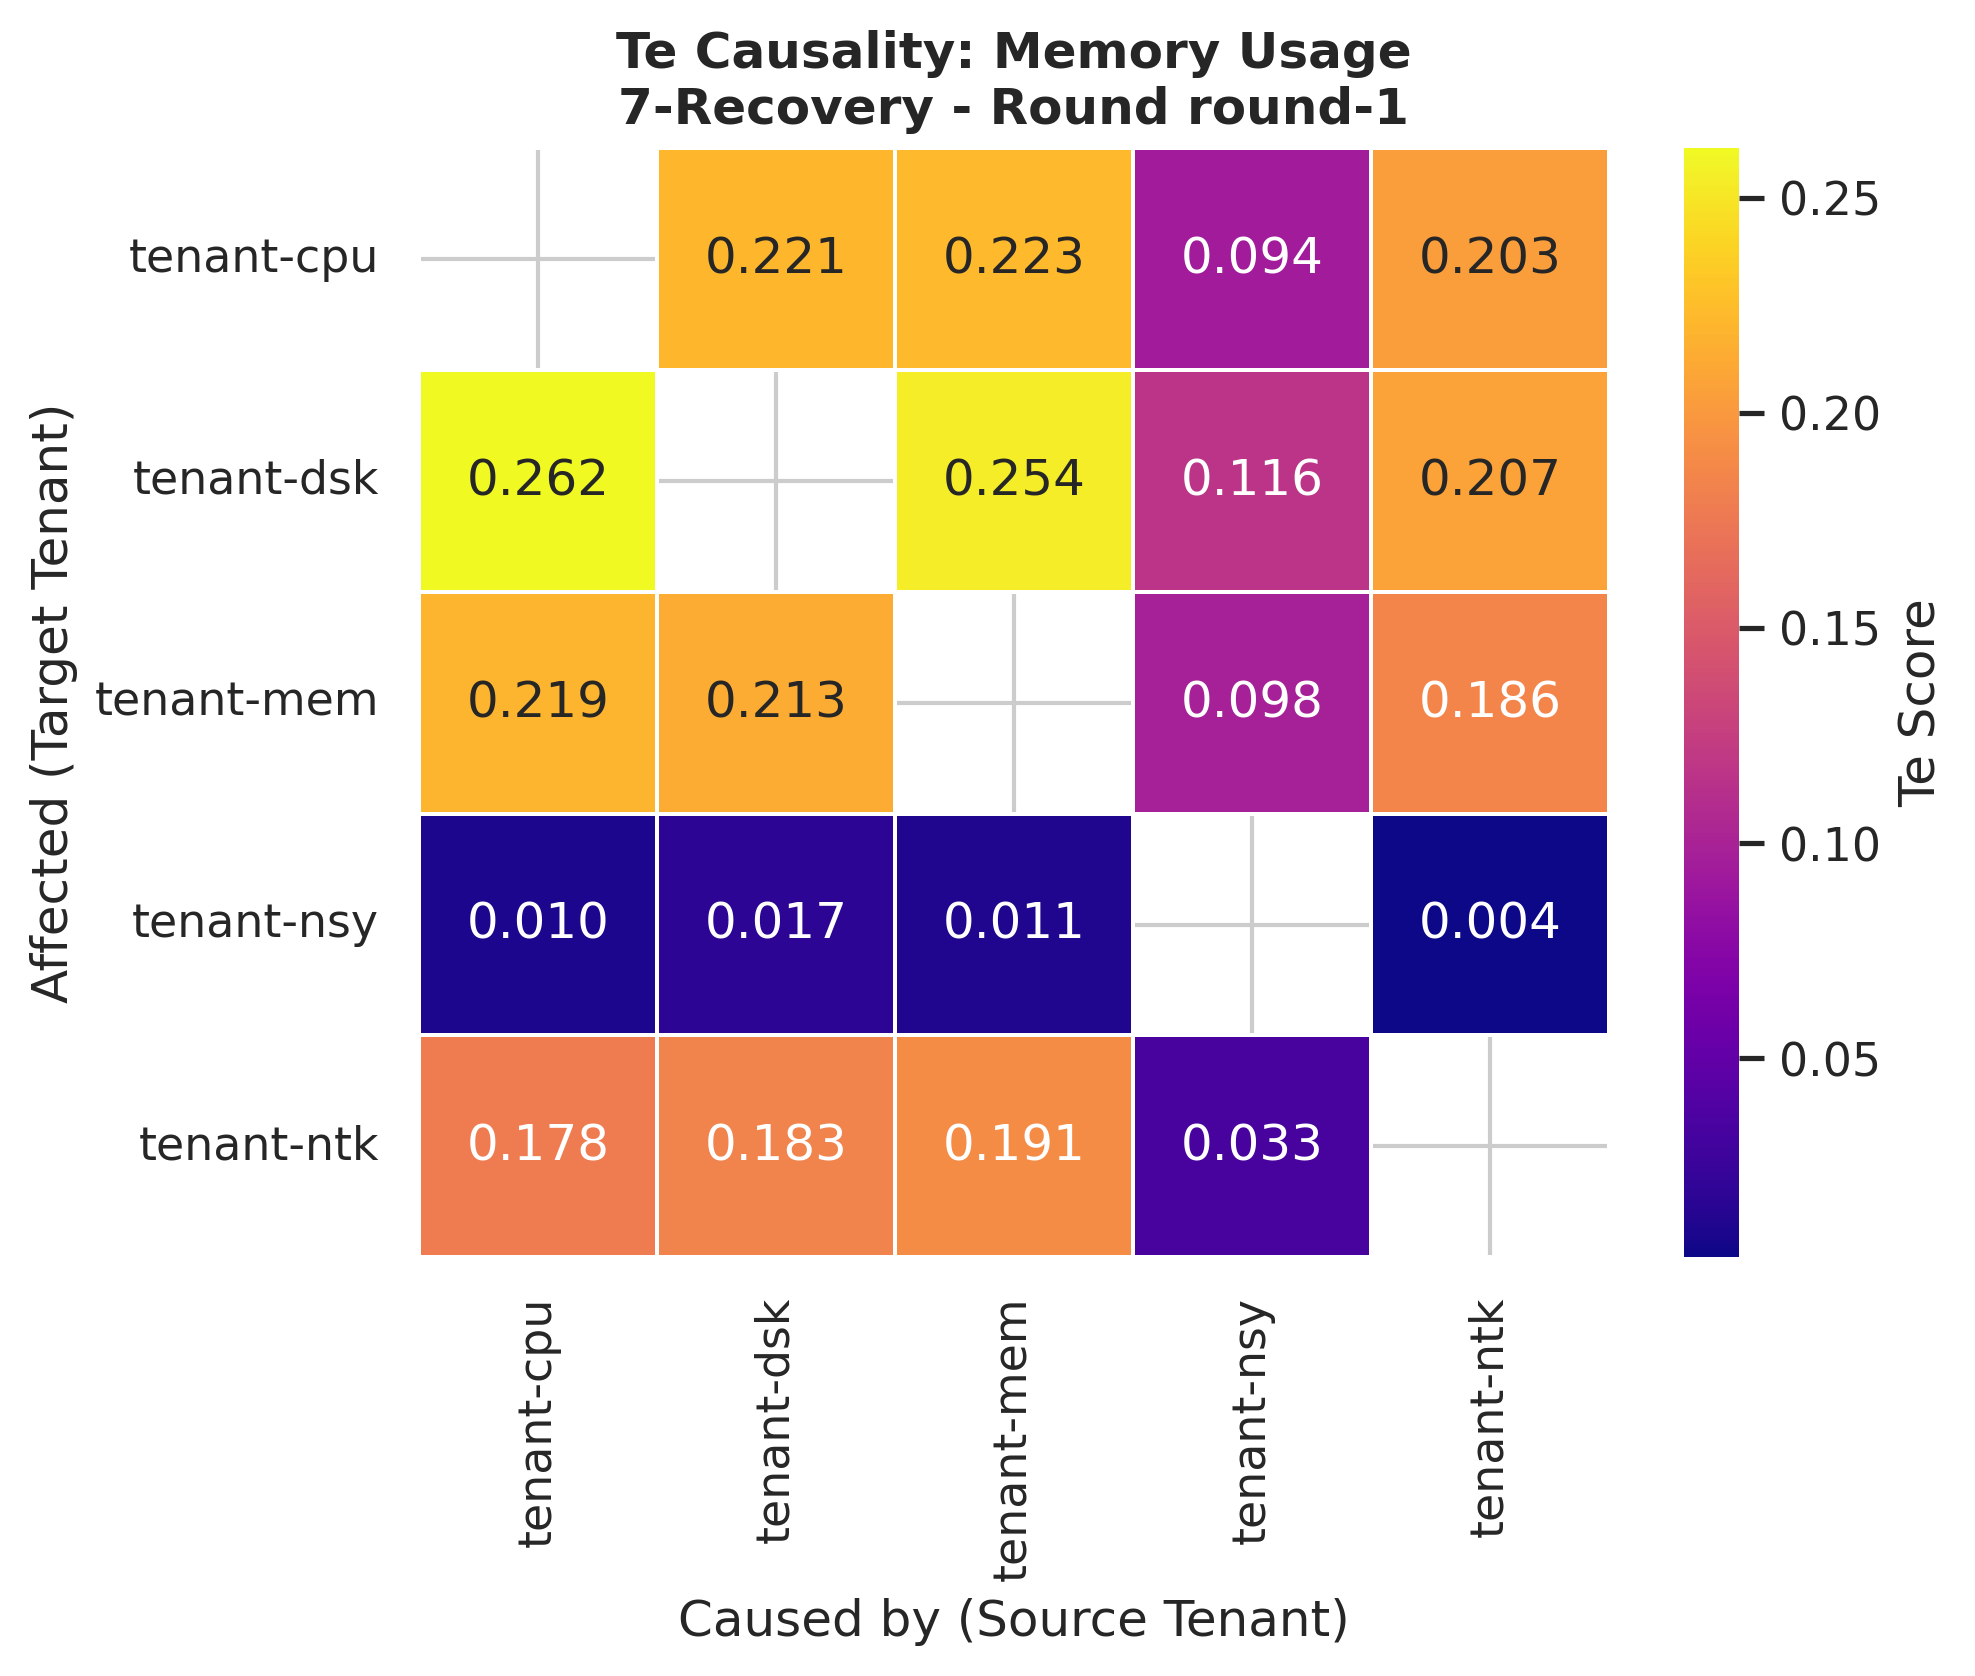 Te Causality: Memory Usage
7-Recovery - Round round-1
Affected (Target Tenant)
tenant-cpu
0.221
0.223
0.094
0.203
tenant-dsk
0.262
0.254
0.116
0.207
tenant-mem
0.219
0.213
0.098
0.186
tenant-nsy
0.010
0.017
0.011
0.004
tenant-ntk
0.178
0.183
0.191
0.033
tenant-cpu
tenant-dsk
tenant-mem
tenant-nsy
tenant-ntk
Caused by (Source Tenant)
0.25
0.20
0.15
0.10
0.05
Te Score